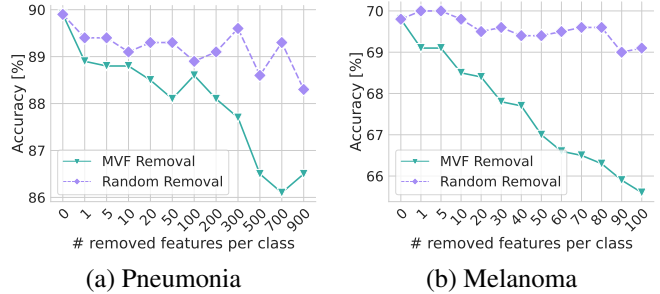 90
89
88
87
86
Accuracy [%]
MVF Removal
Random Removal
0 1 5 10 20 50 100 200 300 500 700 900
# removed features per class
(a) Pneumonia
70
69
68
67
66
Accuracy [%]
MVF Removal
Random Removal
0 1 5 10 20 30 40 50 60 70 80 90 100
# removed features per class
(b) Melanoma